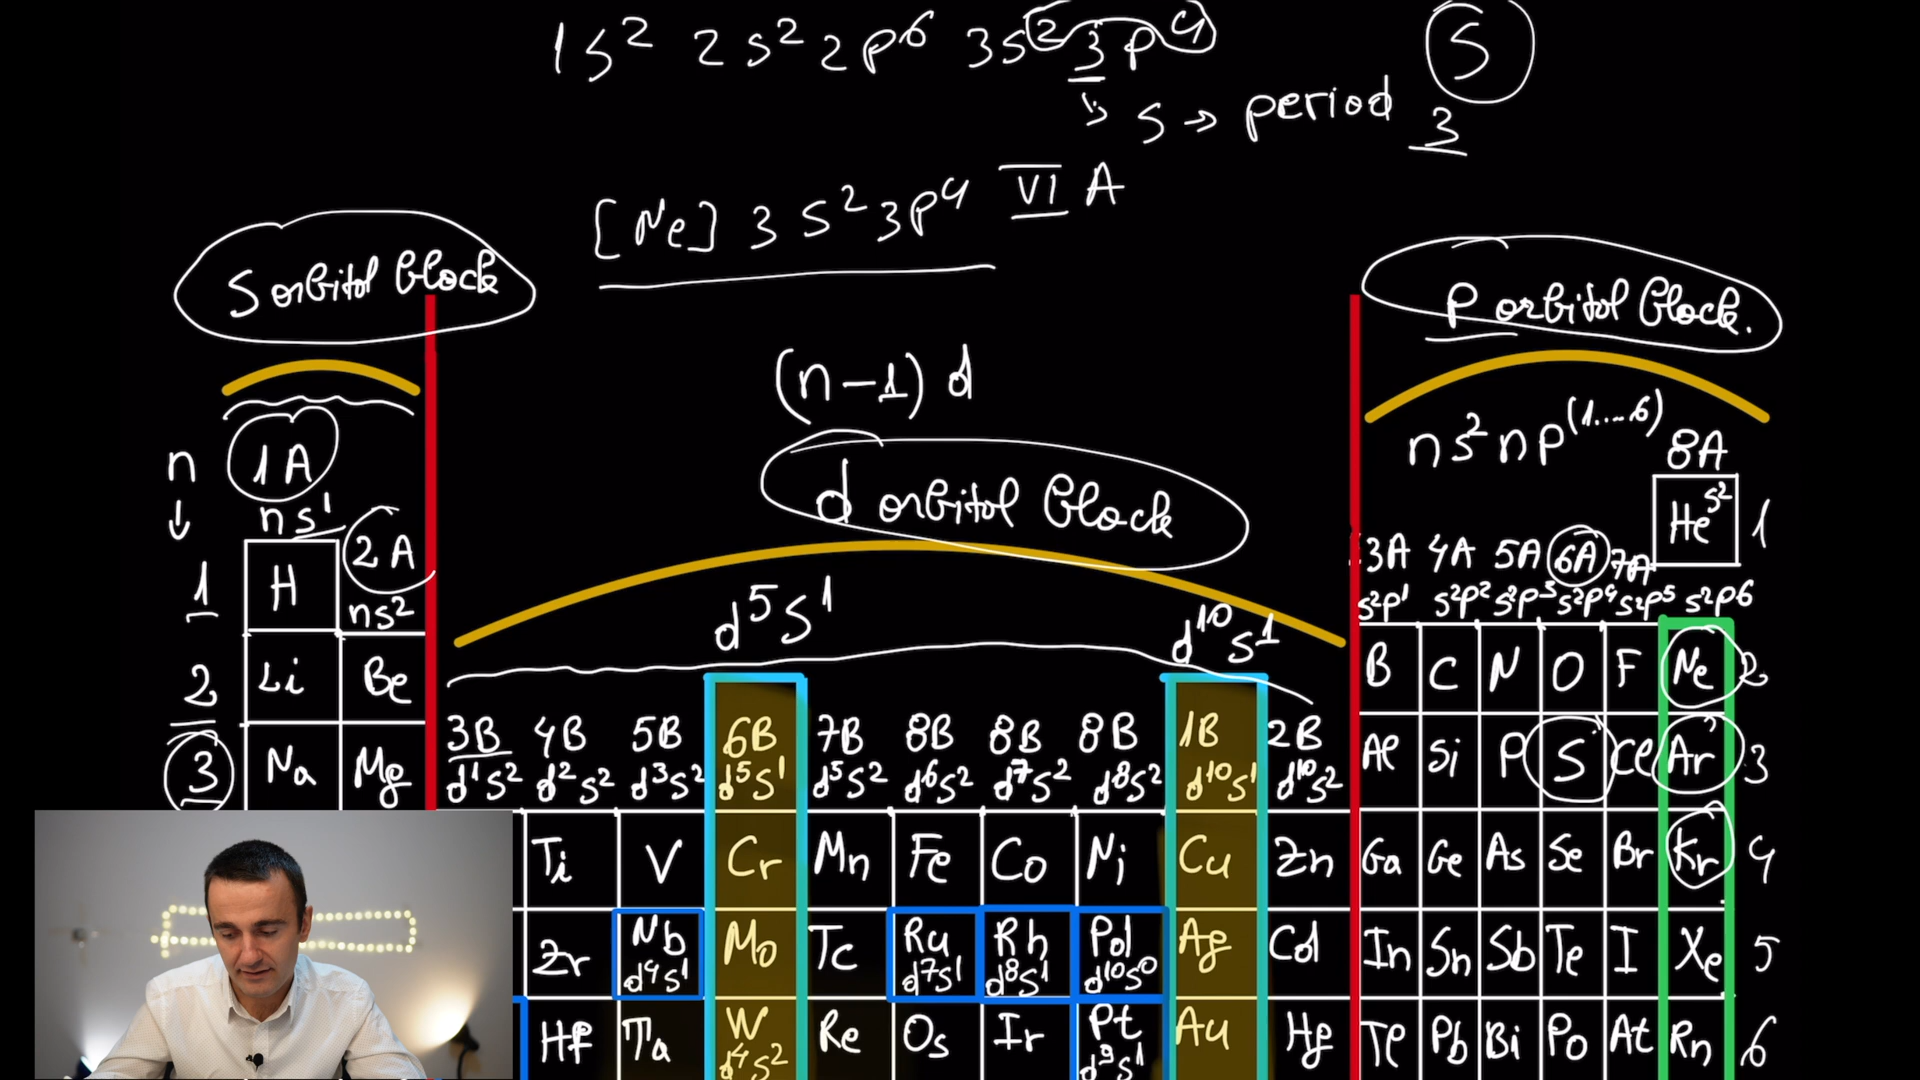 1s² 2s² 2p⁶ 3s² 3p⁴ S
↳ S → period 3
[Ne] 3s² 3p⁴ VI A
S orbital block
p orbital block.
(n-1) d
ns² np⁽¹····⁶⁾
n 1A 8A
ns¹
d orbital block
He s² 1
2A
3A 4A 5A 6A 7A
1 H ns²
s²p¹ s²p² s²p³ s²p⁴ s²p⁵ s²p⁶
d⁵s¹ d¹⁰s¹
2 Li Be B C N O F Ne 2
3B 4B 5B 6B 7B 8B 8B 8B 1B 2B
3 Na Mg Al Si P S Cl Ar 3
d¹s² d²s² d³s² d⁵s¹ d⁵s² d⁶s² d⁷s² d⁸s² d¹⁰s¹ d¹⁰s²
Ti V Cr Mn Fe Co Ni Cu Zn Ga Ge As Se Br Kr 4
Zr Nb Mo Tc Ru Rh Pd Ag Cd In Sn Sb Te I Xe 5
d⁴s¹ d⁷s¹ d⁸s¹ d¹⁰s⁰
Hf Ta W Re Os Ir Pt Au Hg Tl Pb Bi Po At Rn 6
d⁴s² d⁹s¹